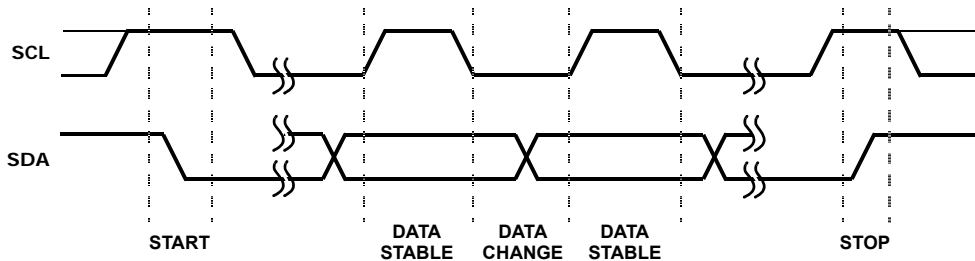 SCL
SDA
START
DATA
STABLE
DATA
CHANGE
DATA
STABLE
STOP